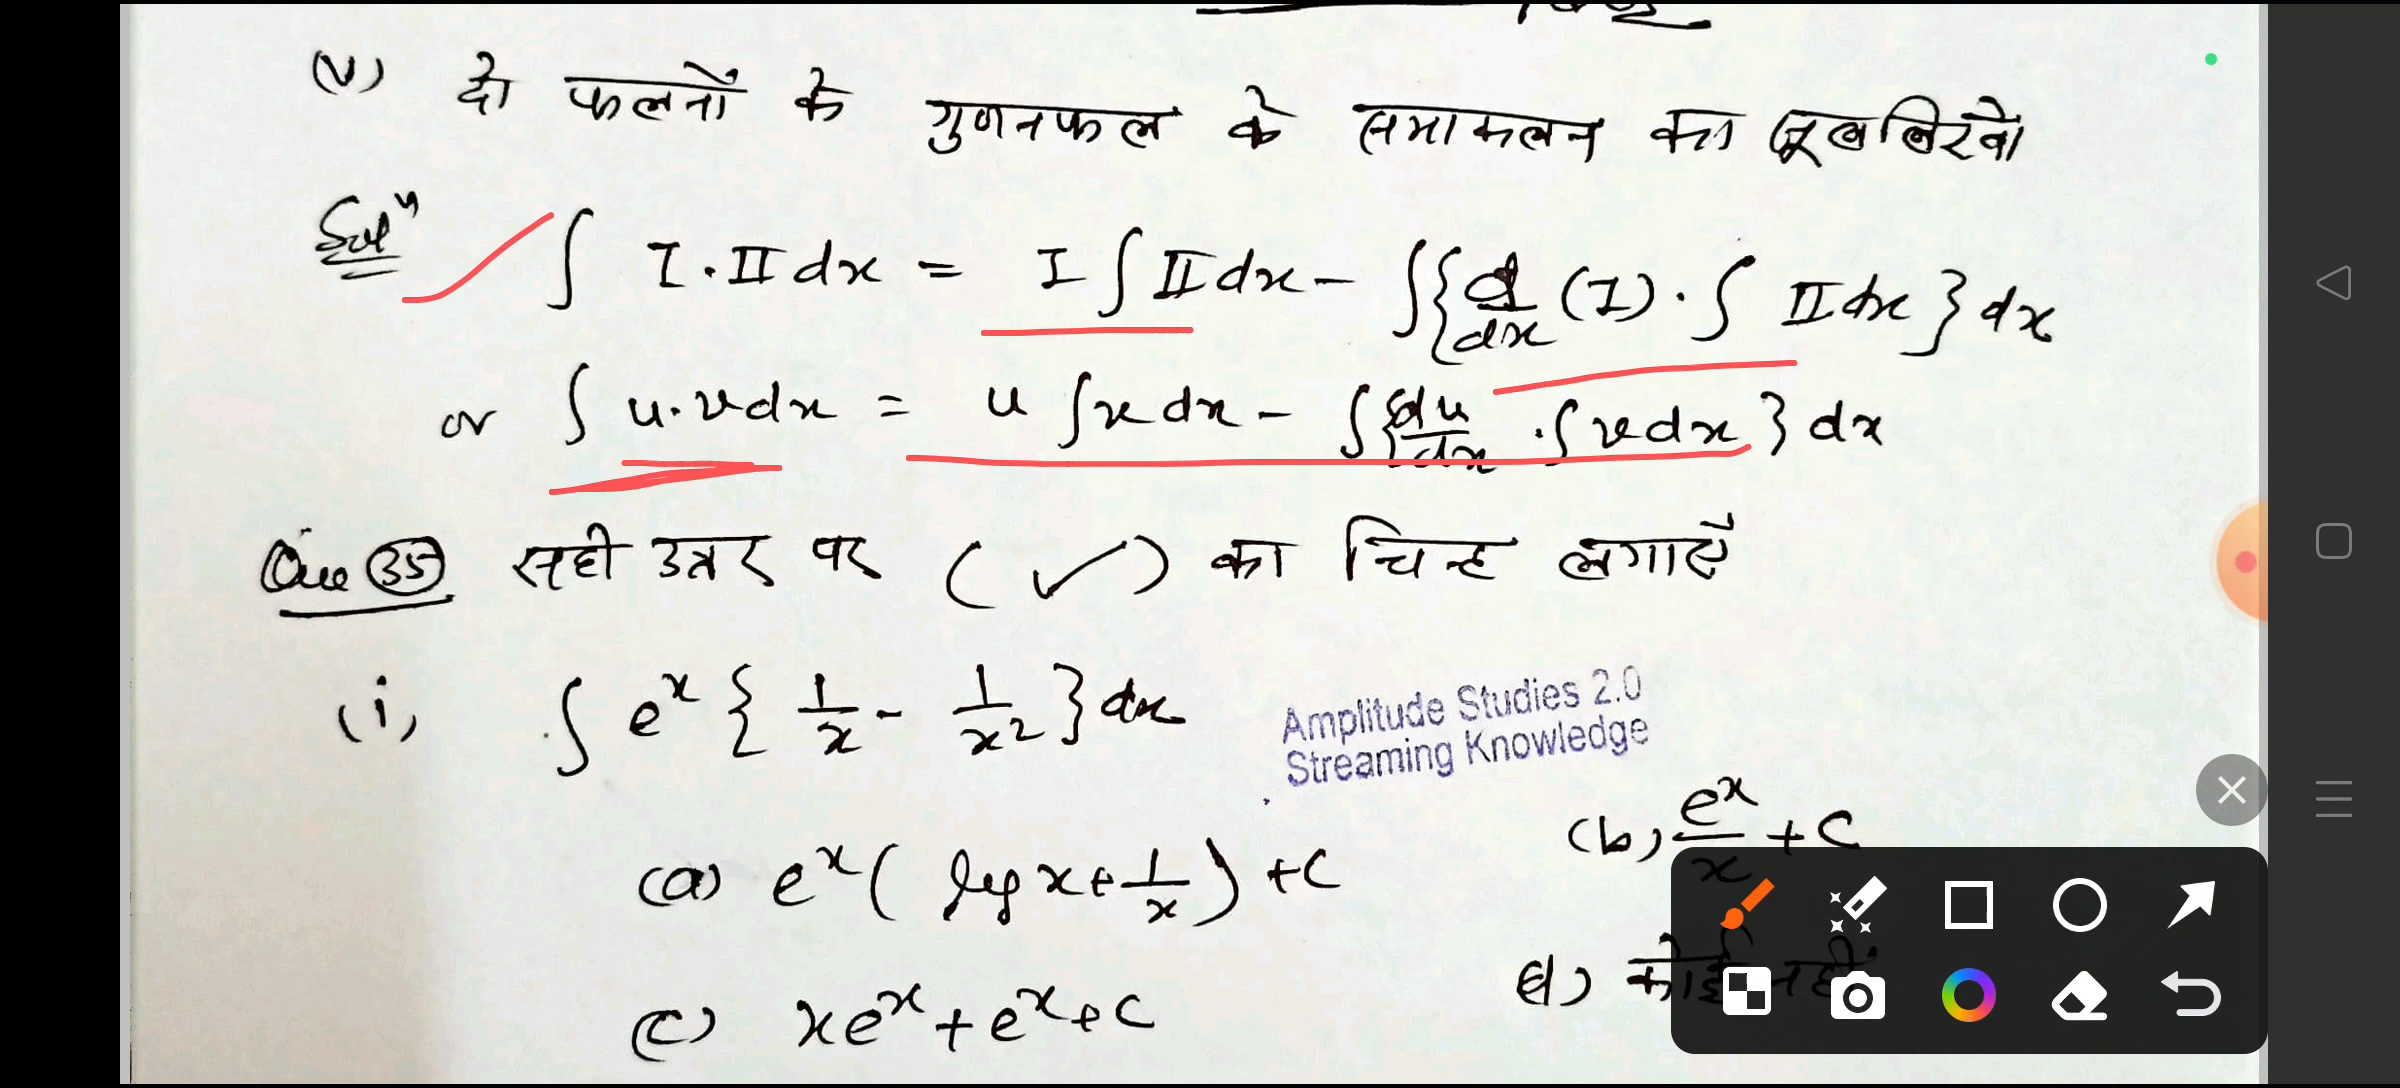 (v) दो फलनों के गुणनफल के समाकलन का सूत्र लिखो
Solⁿ ∫ I . II dx = I ∫ II dx - ∫{ d/dx (I) . ∫ II dx } dx
or ∫ u . v dx = u ∫ v dx - ∫{ du/dx . ∫ v dx } dx
Que 35 सही उत्तर पर ( ✓ ) का चिन्ह लगाएँ
(i) ∫ eˣ { 1/x - 1/x² } dx
Amplitude Studies 2.0
Streaming Knowledge
(a) eˣ ( log x + 1/x ) + C
(b) eˣ/x + C
(c) xeˣ + eˣ + C
(d) कोई नहीं